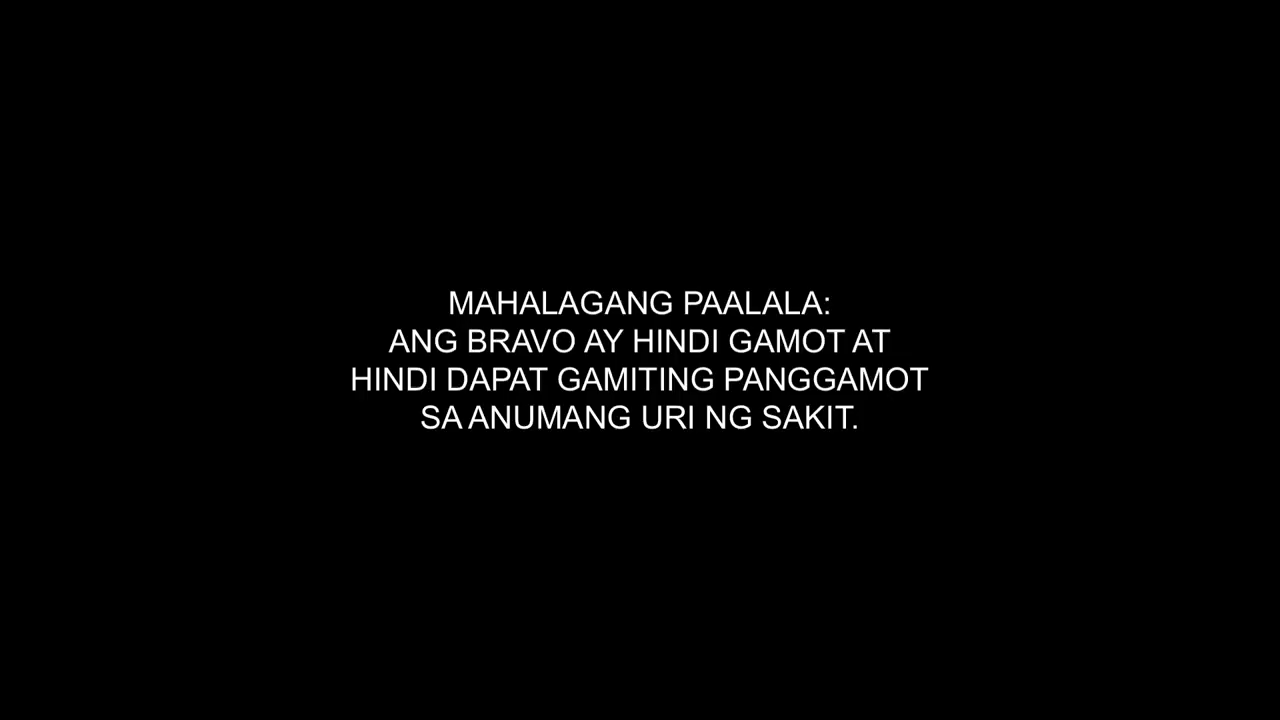 MAHALAGANG PAALALA:
ANG BRAVO AY HINDI GAMOT AT
HINDI DAPAT GAMITING PANGGAMOT
SA ANUMANG URI NG SAKIT.